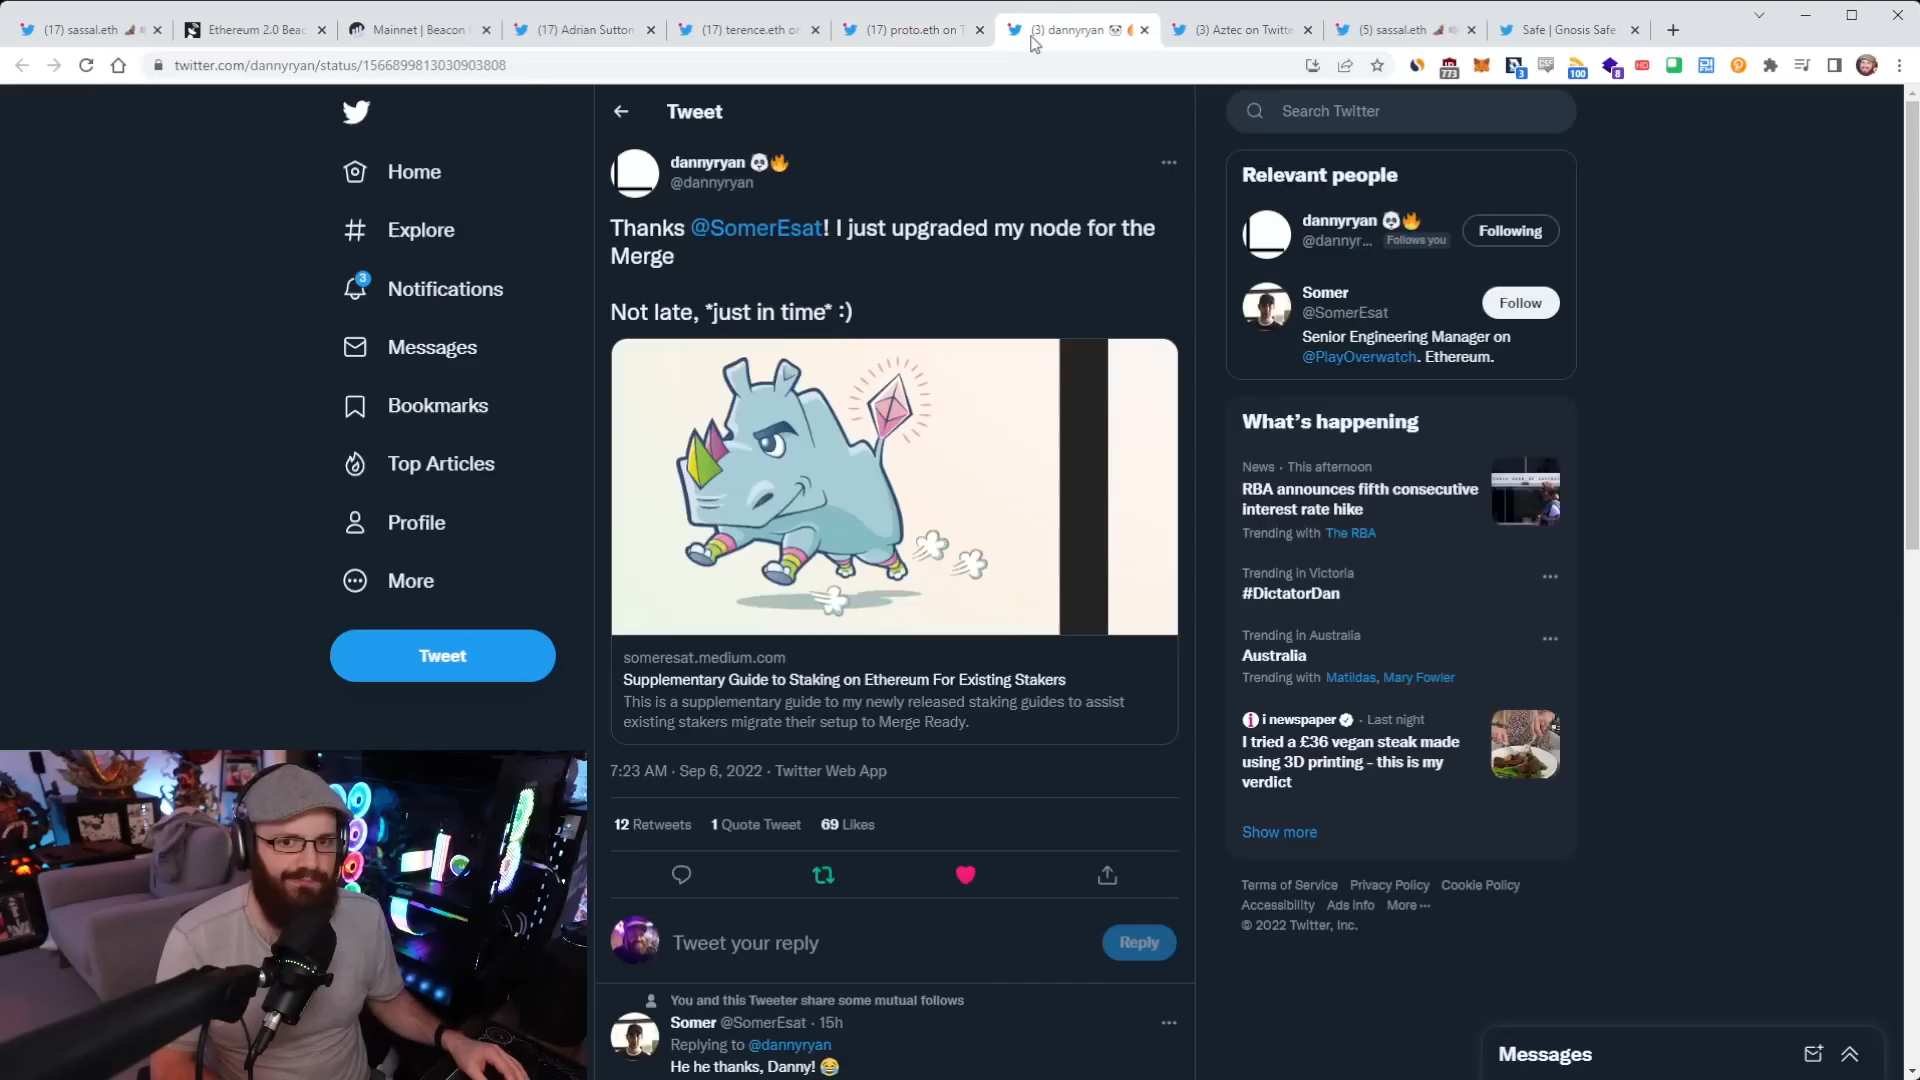 (17) sassal.eth
Ethereum 2.0 Beac
Mainnet | Beacon
(17) Adrian Sutton
(17) terence.eth o
(17) proto.eth on T
(3) dannyryan
(3) Aztec on Twitte
(5) sassal.eth
Safe | Gnosis Safe
twitter.com/dannyryan/status/1566899813030903808
773
3
100
8
HD
Home
Explore
3
Notifications
Messages
Bookmarks
Top Articles
Profile
More
Tweet
Tweet
dannyryan 🐼🔥
@dannyryan
Thanks @SomerEsat! I just upgraded my node for the
Merge
Not late, *just in time* :)
someresat.medium.com
Supplementary Guide to Staking on Ethereum For Existing Stakers
This is a supplementary guide to my newly released staking guides to assist
existing stakers migrate their setup to Merge Ready.
7:23 AM · Sep 6, 2022 · Twitter Web App
12 Retweets 1 Quote Tweet 69 Likes
Tweet your reply
Reply
You and this Tweeter share some mutual follows
Somer @SomerEsat · 15h
Replying to @dannyryan
He he thanks, Danny! 😂
Search Twitter
Relevant people
dannyryan 🐼🔥
@dannyr... Follows you
Following
Somer
@SomerEsat
Follow
Senior Engineering Manager on
@PlayOverwatch. Ethereum.
What's happening
News · This afternoon
RBA announces fifth consecutive
interest rate hike
Trending with The RBA
Trending in Victoria
#DictatorDan
Trending in Australia
Australia
Trending with Matildas, Mary Fowler
i newspaper · Last night
I tried a £36 vegan steak made
using 3D printing - this is my
verdict
Show more
Terms of Service Privacy Policy Cookie Policy
Accessibility Ads info More ···
© 2022 Twitter, Inc.
Messages